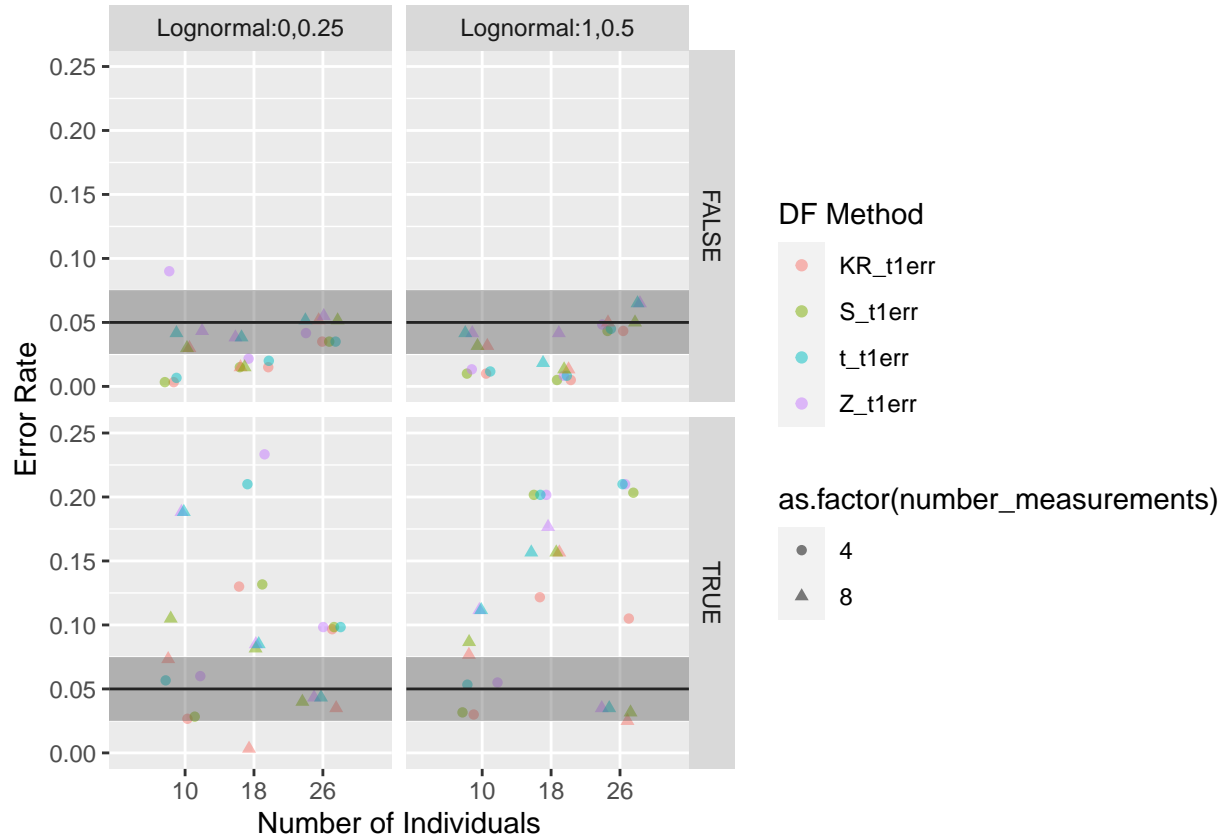 Lognormal:0,0.25
Lognormal:1,0.5
0.25
0.20
0.15
0.10
0.05
0.00
FALSE
0.25
0.20
0.15
0.10
0.05
0.00
TRUE
Error Rate
10 18 26
10 18 26
Number of Individuals
DF Method
KR_t1err
S_t1err
t_t1err
Z_t1err
as.factor(number_measurements)
4
8